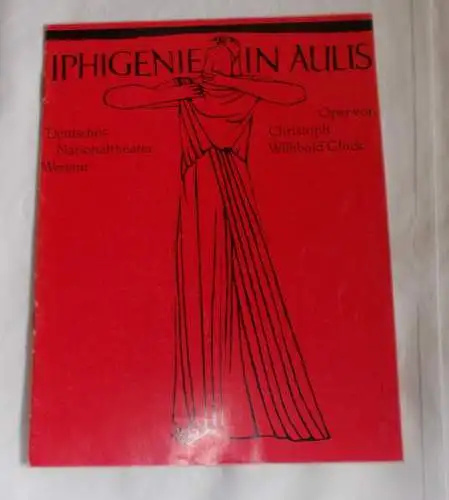 IPHIGENIE IN AULIS
Deutsches
Nationaltheater
Weimar
Oper von
Christoph
Willibald Gluck